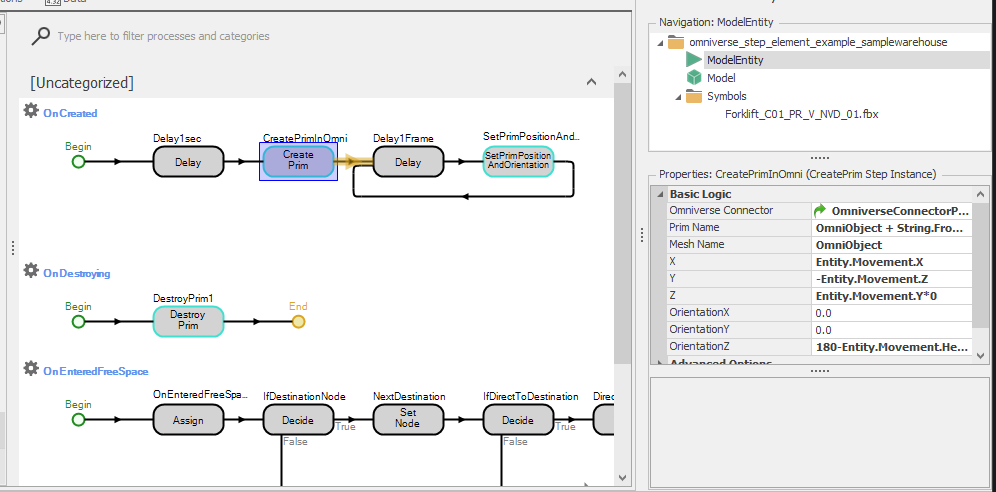 Data
Type here to filter processes and categories
[Uncategorized]
OnCreated
Begin
Delay1sec
Delay
CreatePrimInOmni
Create
Prim
Delay1Frame
Delay
SetPrimPositionAnd...
SetPrimPosition
AndOrientation
OnDestroying
Begin
DestroyPrim1
Destroy
Prim
End
OnEnteredFreeSpace
Begin
OnEnteredFreeSpa...
Assign
IfDestinationNode
Decide
True
False
NextDestination
Set
Node
IfDirectToDestination
Decide
True
False
Direc
Navigation: ModelEntity
omniverse_step_element_example_samplewarehouse
ModelEntity
Model
Symbols
Forklift_C01_PR_V_NVD_01.fbx
Properties: CreatePrimInOmni (CreatePrim Step Instance)
Basic Logic
Omniverse Connector OmniverseConnectorP...
Prim Name OmniObject + String.Fro...
Mesh Name OmniObject
X Entity.Movement.X
Y -Entity.Movement.Z
Z Entity.Movement.Y*0
OrientationX 0.0
OrientationY 0.0
OrientationZ 180-Entity.Movement.He...
Advanced Options